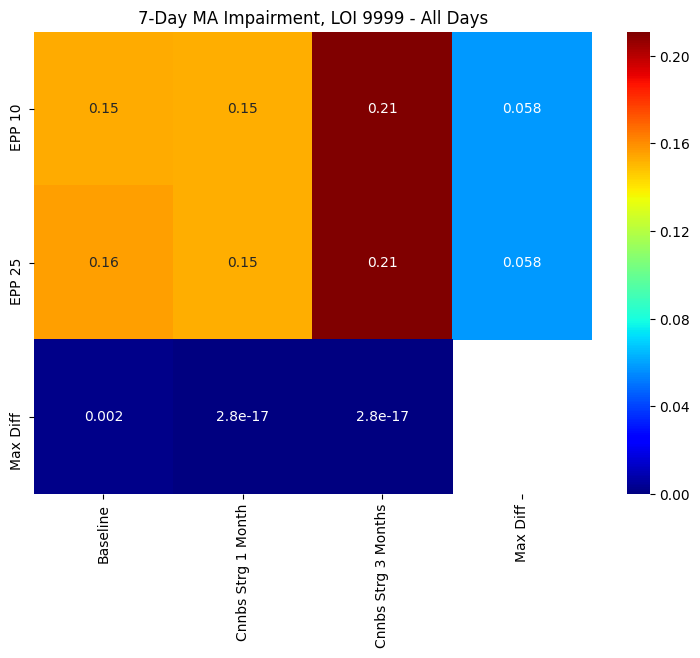 7-Day MA Impairment, LOI 9999 - All Days
EPP 10
0.15
0.15
0.21
0.058
EPP 25
0.16
0.15
0.21
0.058
Max Diff
0.002
2.8e-17
2.8e-17
Baseline
Cnnbs Strg 1 Month
Cnnbs Strg 3 Months
Max Diff
0.20
0.16
0.12
0.08
0.04
0.00